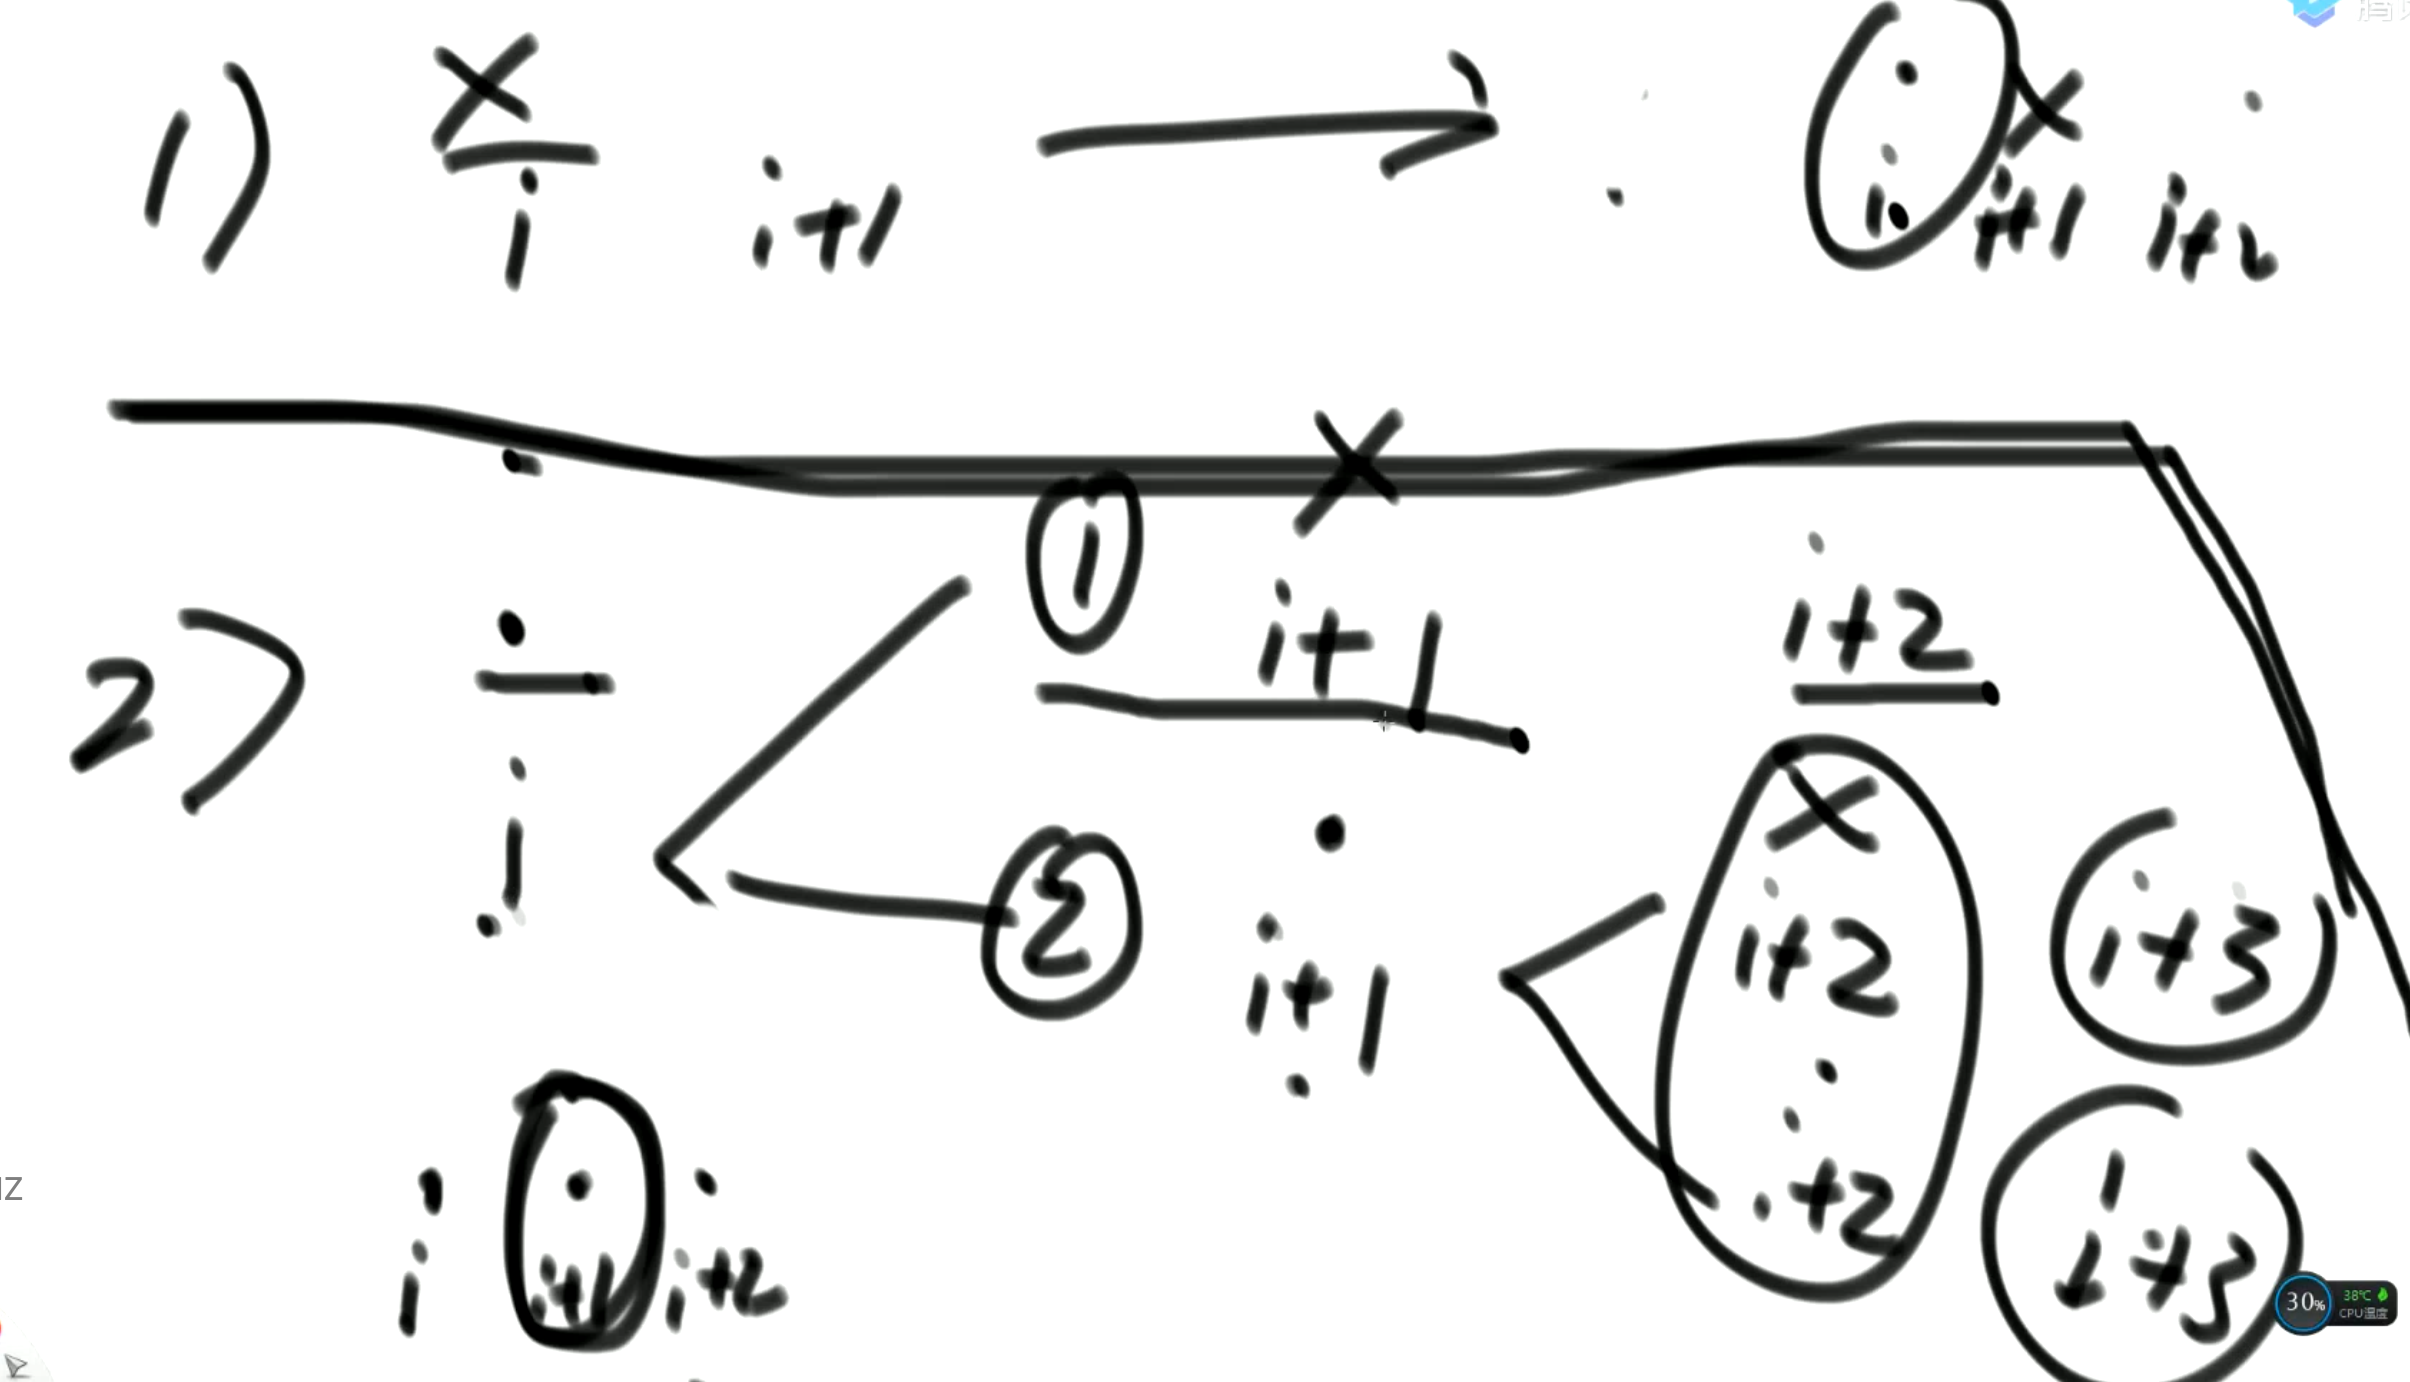 1) × i i+1 → i × i+1 i+2
2) i ① × i+1 i+2
② i+1 × i+2 i+3
i+2 i+3
i i+1 i+2
IZ
30% 38℃ CPU温度